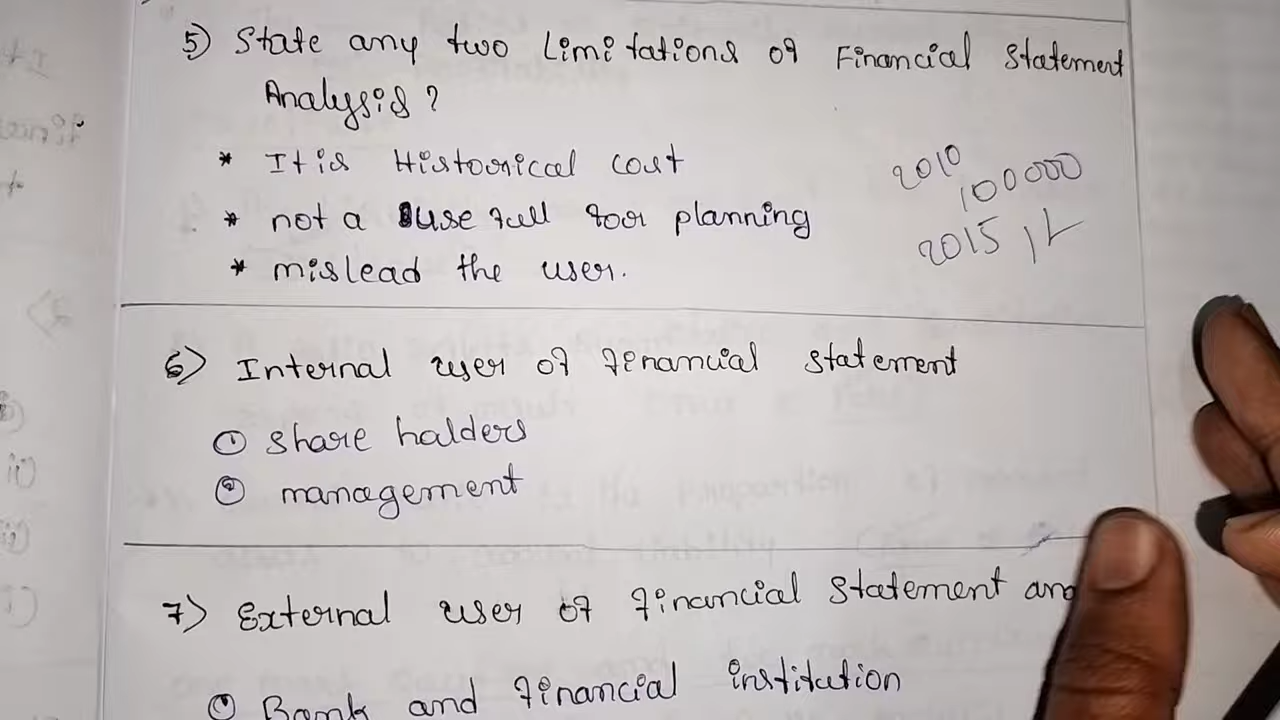 5) State any two Limitations of Financial Statement
Analysis ?
* It is Historical cost
* not a use full foor planning
* mislead the user.
2010
100000
2015 1L
6) Internal user of financial statement
① share halders
② management
7) External user of financial statement and
① Bank and financial institution